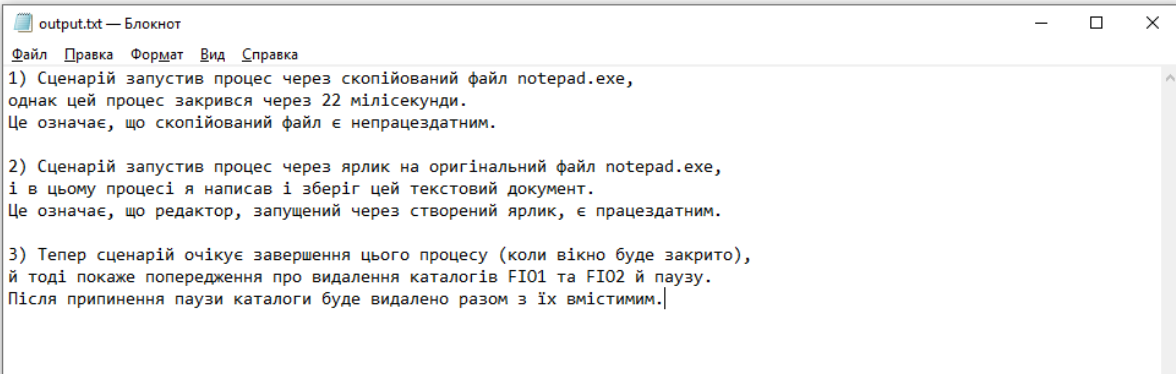 output.txt — Блокнот
Файл Правка Формат Вид Справка
1) Сценарій запустив процес через скопійований файл notepad.exe,
однак цей процес закрився через 22 мілісекунди.
Це означає, що скопійований файл є непрацездатним.
2) Сценарій запустив процес через ярлик на оригінальний файл notepad.exe,
і в цьому процесі я написав і зберіг цей текстовий документ.
Це означає, що редактор, запущений через створений ярлик, є працездатним.
3) Тепер сценарій очікує завершення цього процесу (коли вікно буде закрито),
й тоді покаже попередження про видалення каталогів FIO1 та FIO2 й паузу.
Після припинення паузи каталоги буде видалено разом з їх вмістимим.